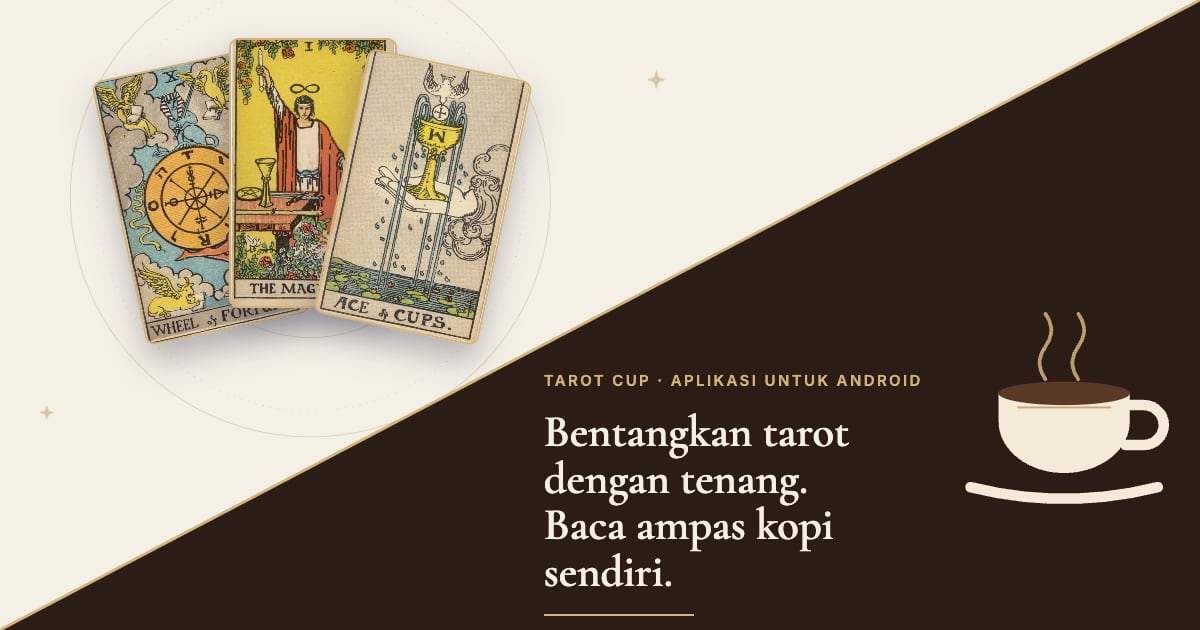 X
I
WHEEL of FORTU
THE MAG
ACE of CUPS.
TAROT CUP · APLIKASI UNTUK ANDROID
Bentangkan tarot
dengan tenang.
Baca ampas kopi
sendiri.